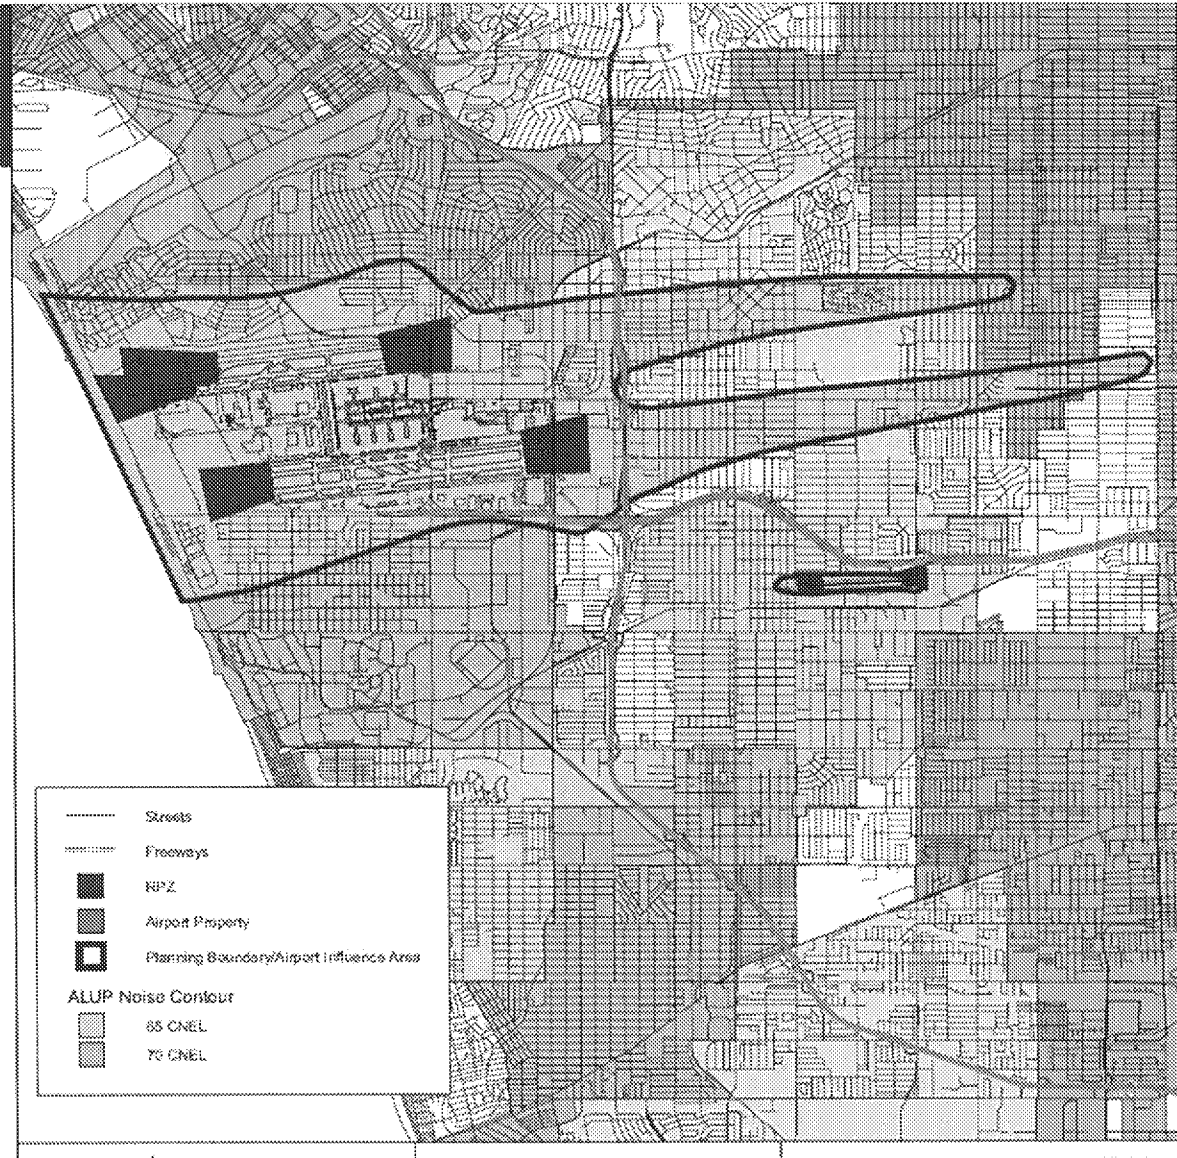 Streets
Freeways
RPZ
Airport Property
Planning Boundary/Airport Influence Area
ALUP Noise Contour
65 CNEL
70 CNEL